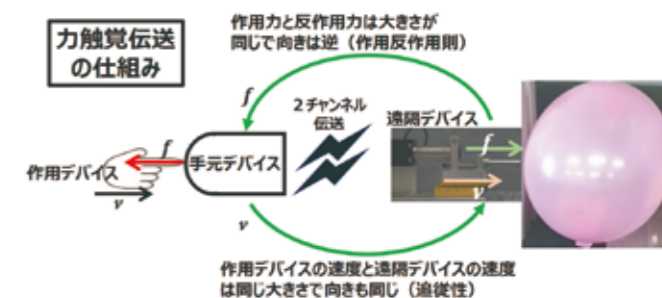 力触覚伝送
の仕組み
作用力と反作用力は大きさが
同じで向きは逆（作用反作用則）
f
2チャンネル
伝送
遠隔デバイス
f
手元デバイス
f
作用デバイス
v
v
v
作用デバイスの速度と遠隔デバイスの速度
は同じ大きさで向きも同じ（追従性）